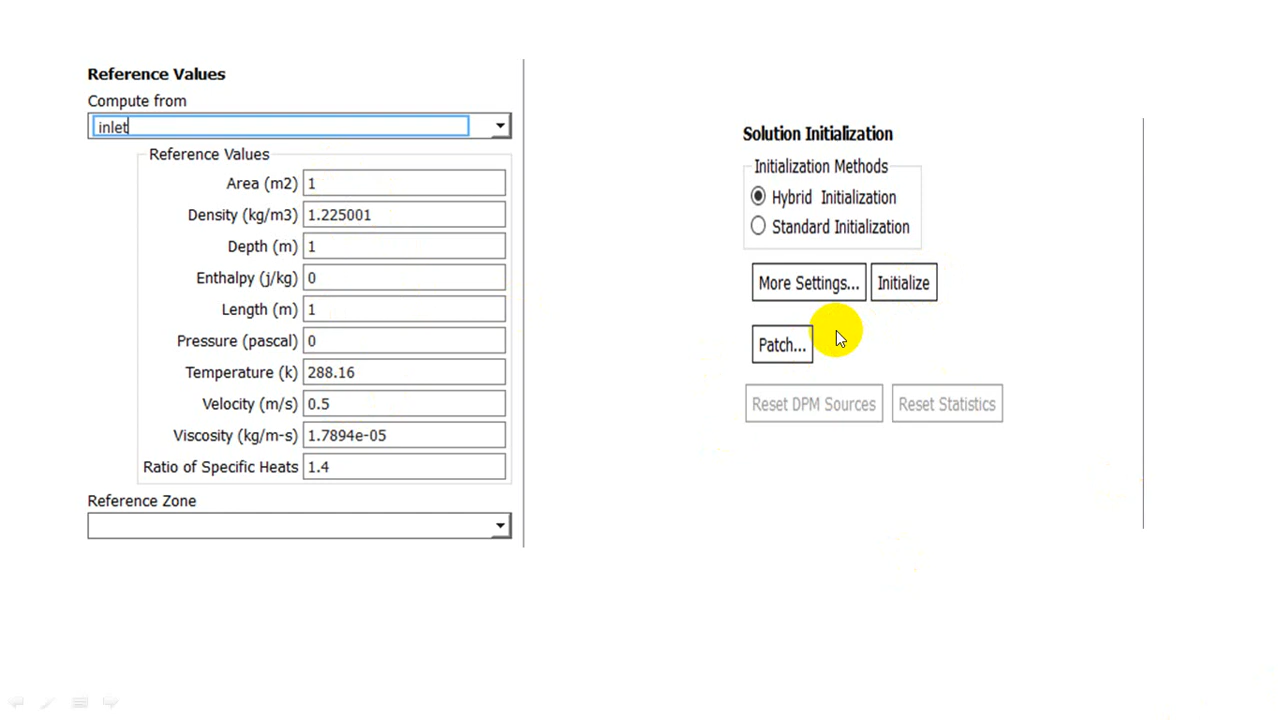 Reference Values
Compute from
inlet
Reference Values
Area (m2) 1
Density (kg/m3) 1.225001
Depth (m) 1
Enthalpy (j/kg) 0
Length (m) 1
Pressure (pascal) 0
Temperature (k) 288.16
Velocity (m/s) 0.5
Viscosity (kg/m-s) 1.7894e-05
Ratio of Specific Heats 1.4
Reference Zone
Solution Initialization
Initialization Methods
Hybrid Initialization
Standard Initialization
More Settings... Initialize
Patch...
Reset DPM Sources Reset Statistics